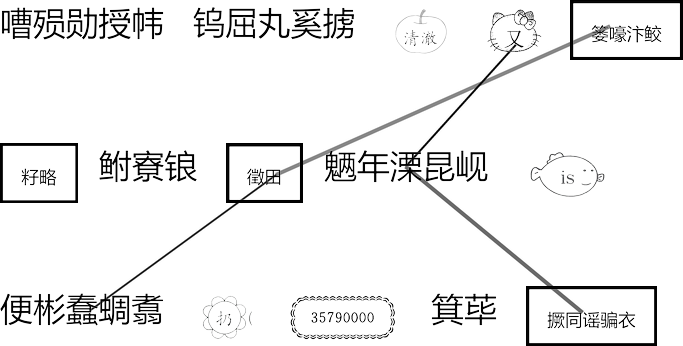 嘈殒勋授帏 钨屈丸奚掳 清澈 又 篓嚎汴鲛
籽略 鲋寮锒 徵田 魉年溧昆岘 is
便彬蠢蜩翥 扔 35790000 箕荜 撅同谣骗衣